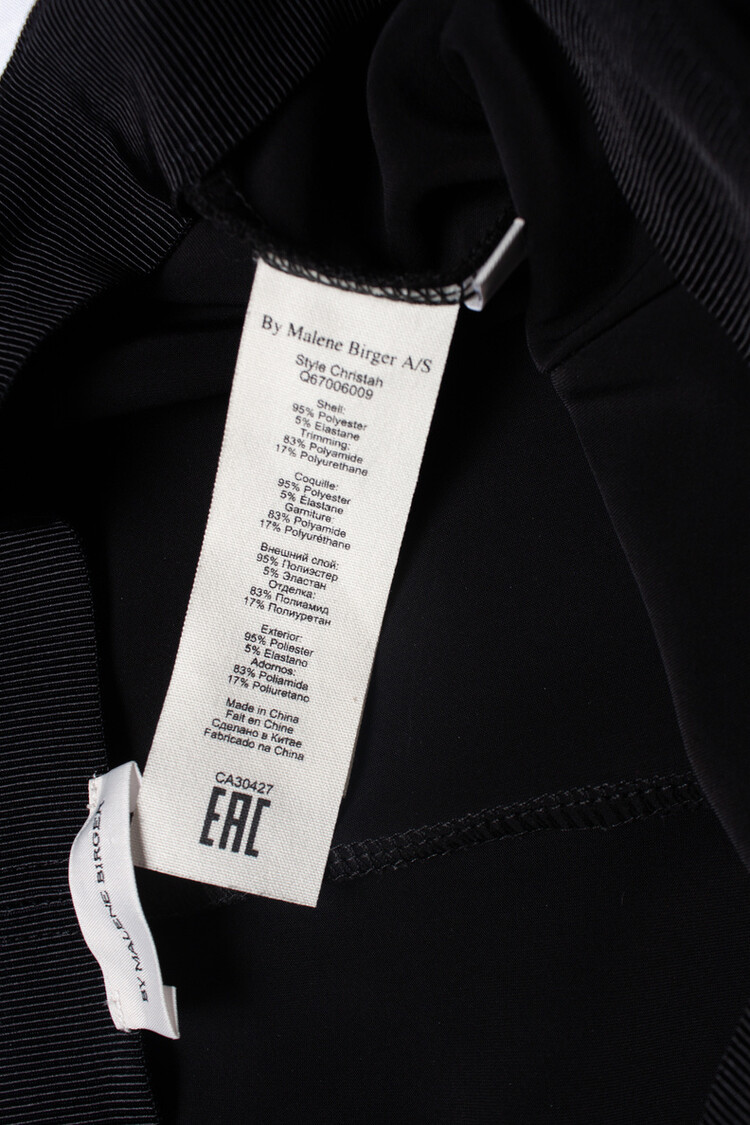 By Malene Birger A/S
Style Christah
Q67006009
Shell:
95% Polyester
5% Elastane
Trimming:
83% Polyamide
17% Polyurethane
Coquille:
95% Polyester
5% Élastane
Garniture:
83% Polyamide
17% Polyuréthane
Внешний слой:
95% Полиэстер
5% Эластан
Отделка:
83% Полиамид
17% Полиуретан
Exterior:
95% Poliester
5% Elastano
Adornos:
83% Poliamida
17% Poliuretano
Made in China
Fait en Chine
Сделано в Китае
Fabricado na China
CA30427
EAC
BY MALENE BIRGER